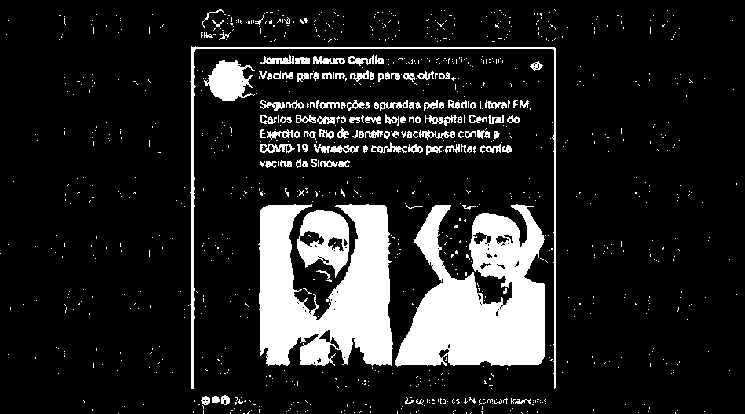 Jornalista Mauro Cerullo
Vacina para mim, nada para os outros...
Segundo informações apuradas pela Rádio Litoral FM,
Carlos Bolsonaro esteve hoje no Hospital Central do
Exército no Rio de Janeiro e vacinou-se contra a
COVID-19. Vereador é conhecido por militar contra
vacina da Sinovac